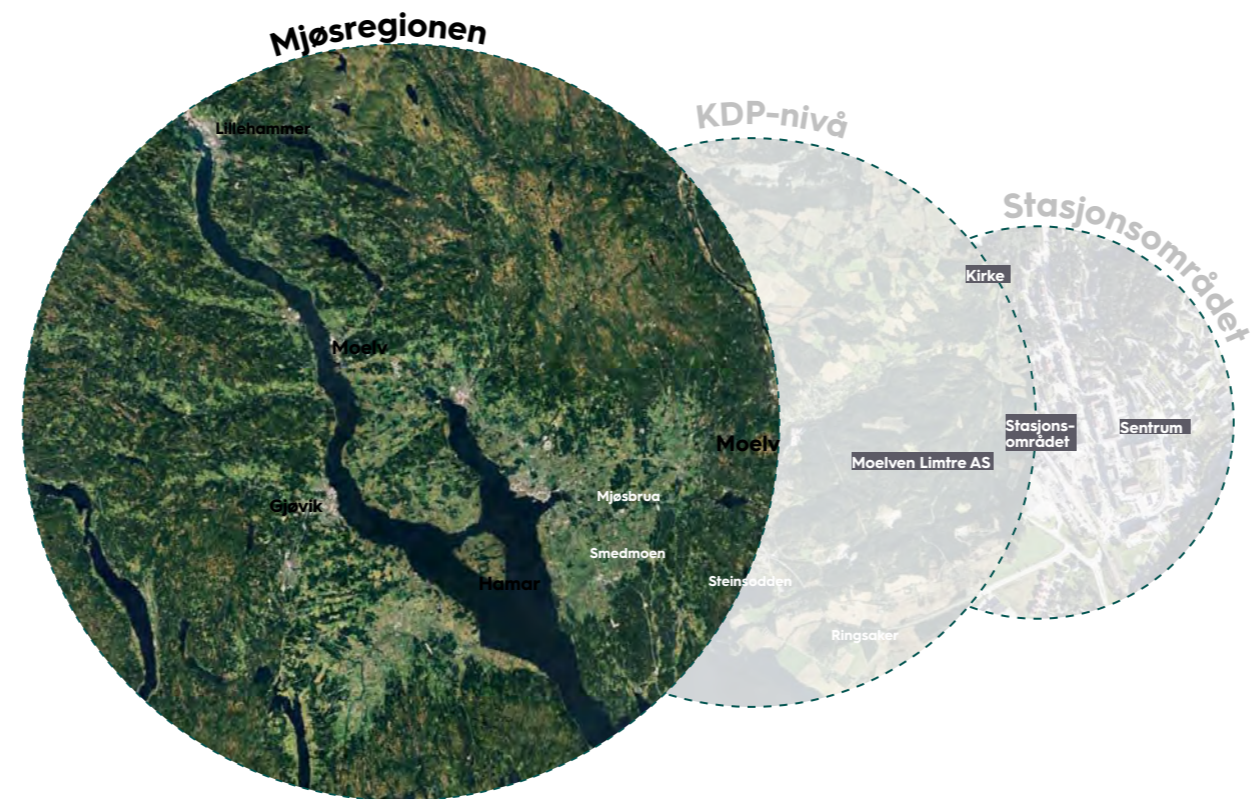 Mjøsregionen
KDP-nivå
Stasjonsområdet
Lillehammer
Kirke
Moelv
Stasjons-
området
Sentrum
Moelv
Moelven Limtre AS
Mjøsbrua
Gjøvik
Smedmoen
Hamar
Steinsodden
Ringsaker